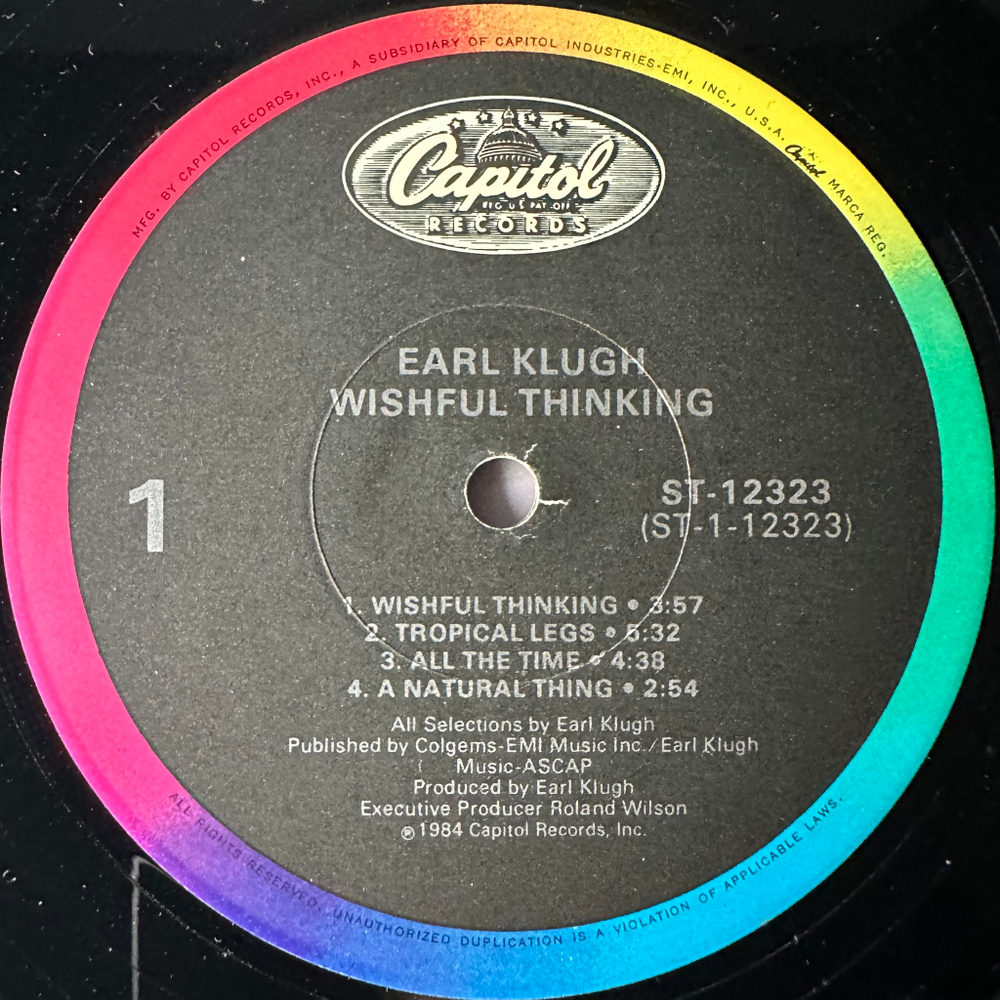 MFG. BY CAPITOL RECORDS, INC., A SUBSIDIARY OF CAPITOL INDUSTRIES-EMI, INC., U.S.A. Capitol MARCA REG.
Capitol
REG. U.S. PAT. OFF.
RECORDS
EARL KLUGH
WISHFUL THINKING
1
ST-12323
(ST-1-12323)
1. WISHFUL THINKING • 3:57
2. TROPICAL LEGS • 5:32
3. ALL THE TIME • 4:38
4. A NATURAL THING • 2:54
All Selections by Earl Klugh
Published by Colgems-EMI Music Inc./Earl Klugh
Music-ASCAP
Produced by Earl Klugh
Executive Producer Roland Wilson
℗ 1984 Capitol Records, Inc.
ALL RIGHTS RESERVED. UNAUTHORIZED DUPLICATION IS A VIOLATION OF APPLICABLE LAWS.